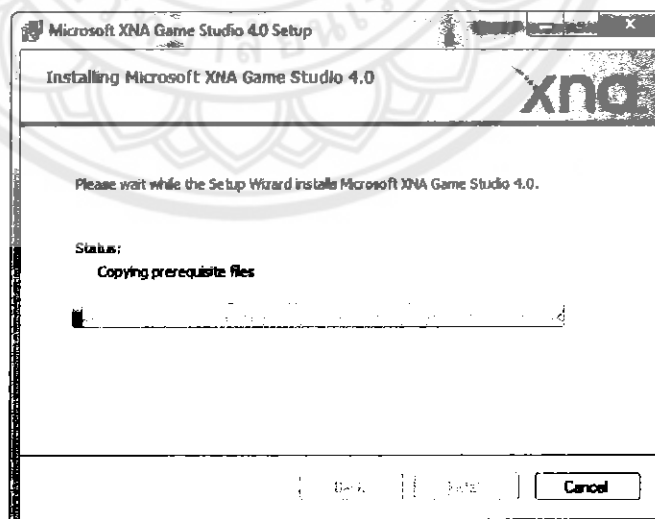 Microsoft XNA Game Studio 4.0 Setup
X
Installing Microsoft XNA Game Studio 4.0
xna
Please wait while the Setup Wizard installs Microsoft XNA Game Studio 4.0.
Status:
Copying prerequisite files
Back
Cancel